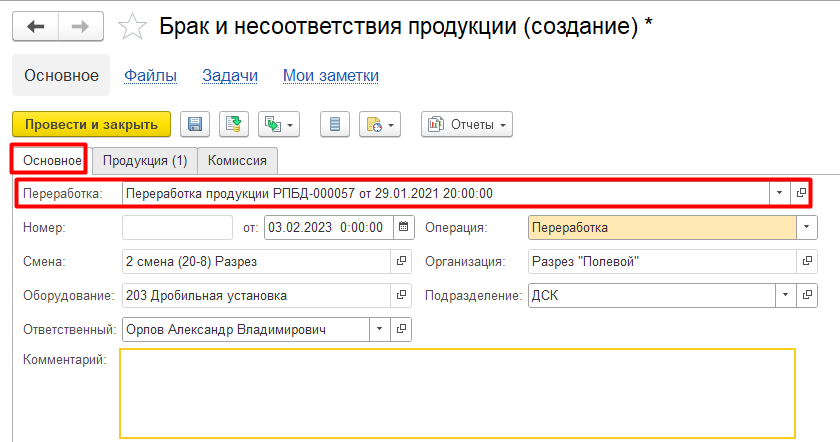 Брак и несоответствия продукции (создание) *
Основное Файлы Задачи Мои заметки
Провести и закрыть Отчеты
Основное Продукция (1) Комиссия
Переработка: Переработка продукции РПБД-000057 от 29.01.2021 20:00:00
Номер: от: 03.02.2023 0:00:00 Операция: Переработка
Смена: 2 смена (20-8) Разрез Организация: Разрез "Полевой"
Оборудование: 203 Дробильная установка Подразделение: ДСК
Ответственный: Орлов Александр Владимирович
Комментарий: